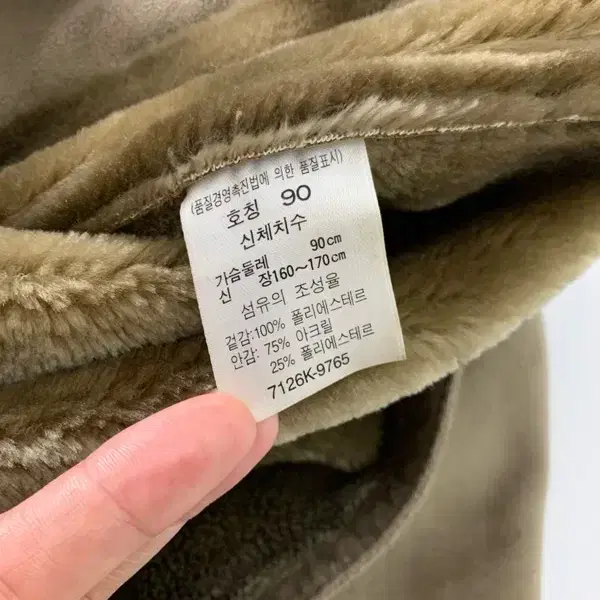 (품질경영촉진법에 의한 품질표시)
호칭 90
신체치수
가슴둘레 90cm
신 장160~170cm
섬유의 조성율
겉감:100% 폴리에스테르
안감: 75% 아크릴
25% 폴리에스테르
7126K-9765